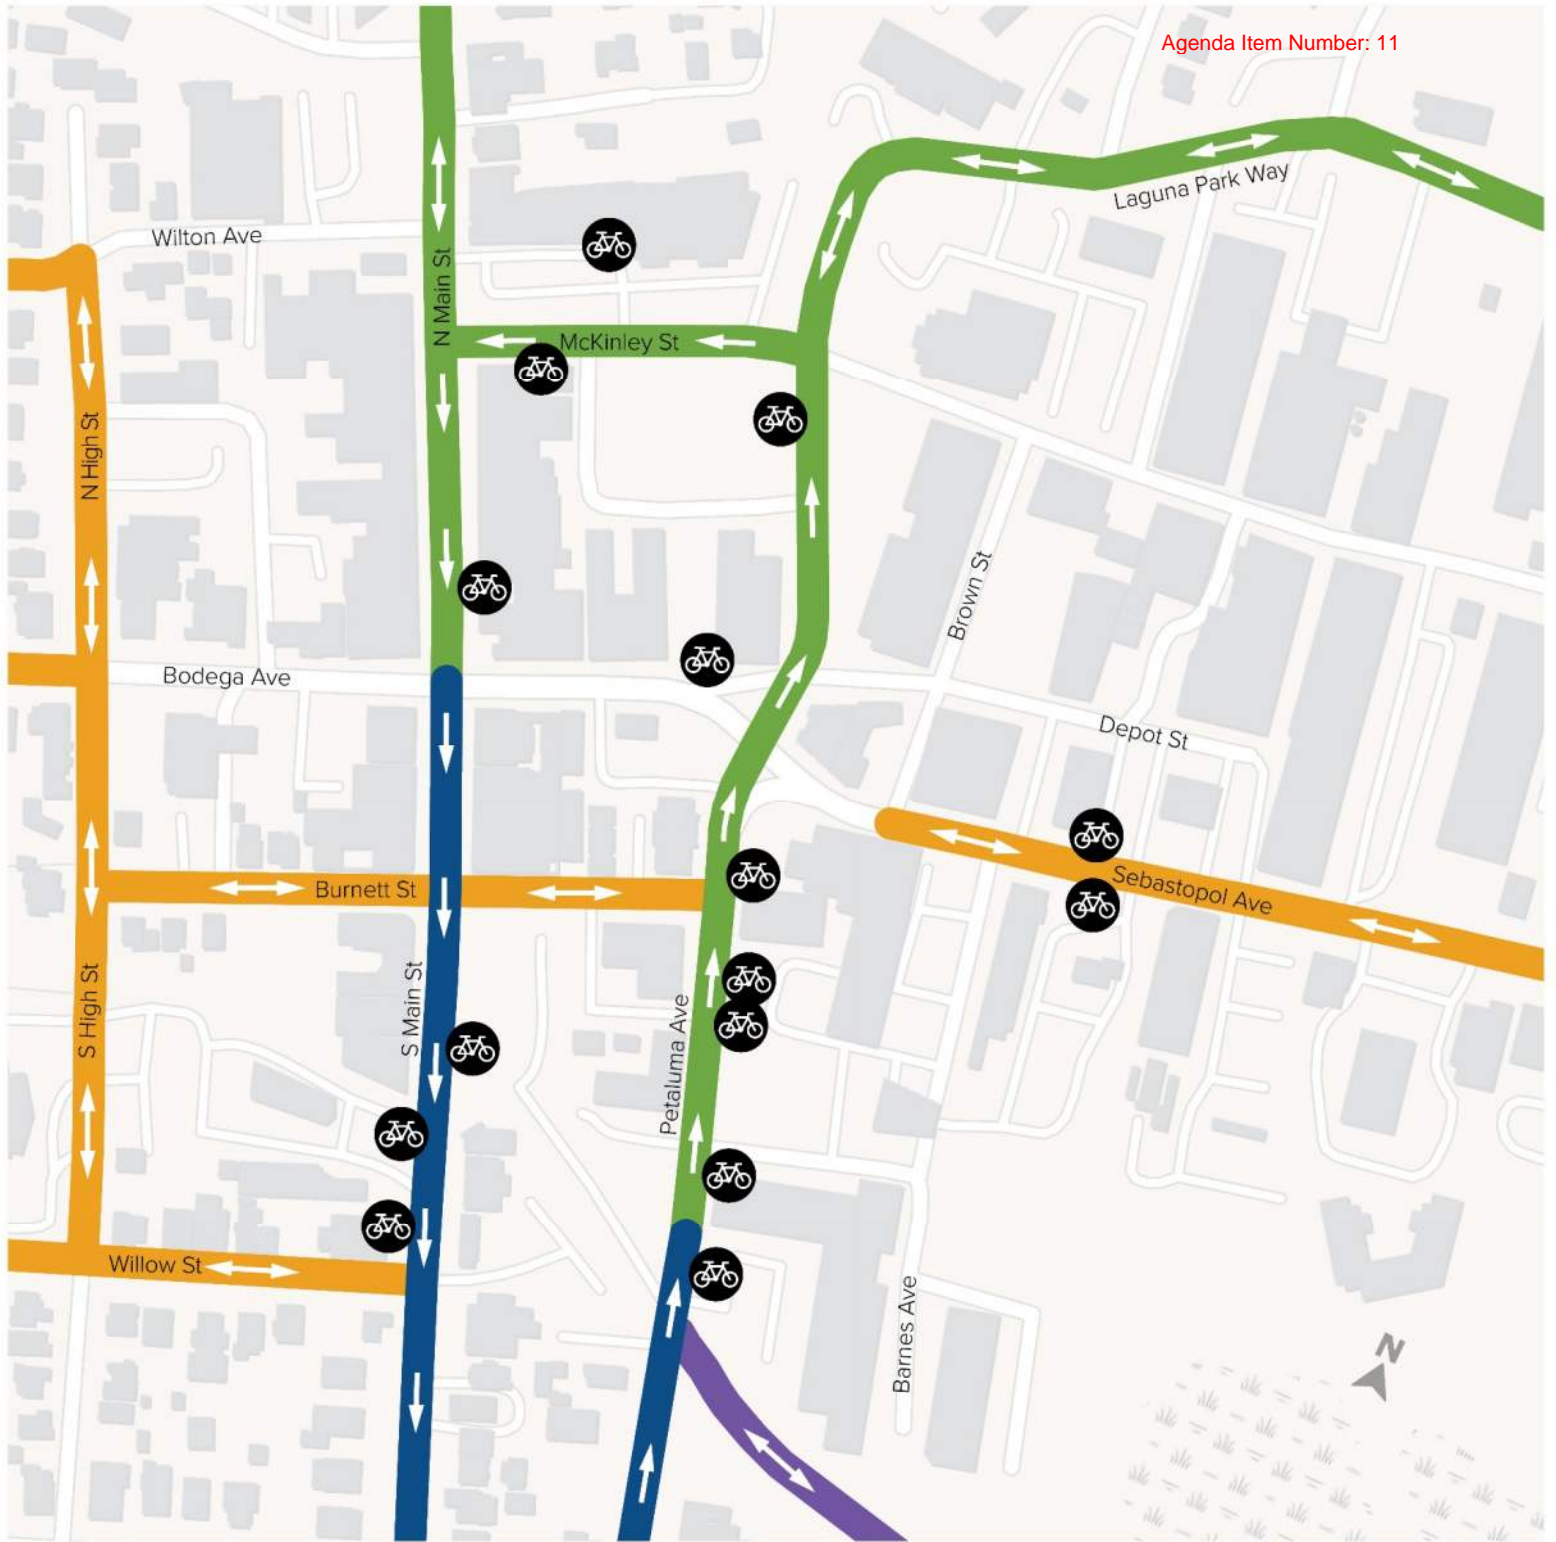 Agenda Item Number: 11
Laguna Park Way
Wilton Ave
N Main St
McKinley St
N High St
Brown St
Bodega Ave
Depot St
Burnett St
Sebastopol Ave
S High St
S Main St
Petaluma Ave
Willow St
Barnes Ave
N